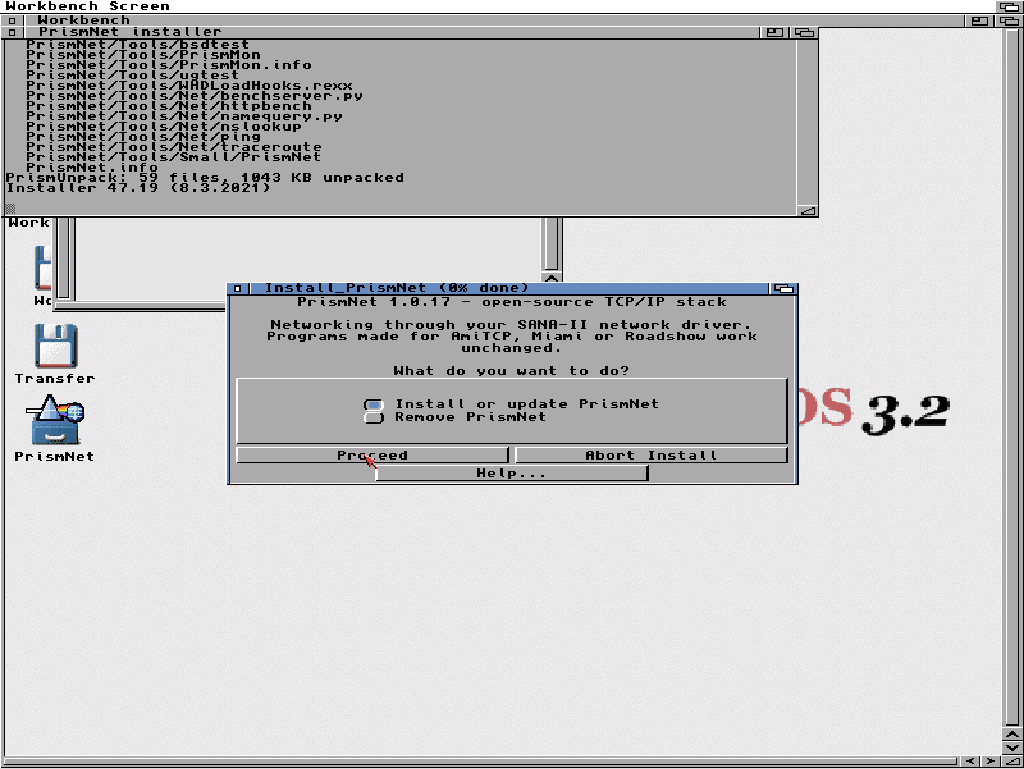 Workbench Screen
Workbench
PrismNet installer
PrismNet/Tools/bsdtest
PrismNet/Tools/PrismMon
PrismNet/Tools/PrismMon.info
PrismNet/Tools/ugtest
PrismNet/Tools/WADLoadHooks.rexx
PrismNet/Tools/Net/benchserver.py
PrismNet/Tools/Net/httpbench
PrismNet/Tools/Net/namequery.py
PrismNet/Tools/Net/nslookup
PrismNet/Tools/Net/ping
PrismNet/Tools/Net/traceroute
PrismNet/Tools/Small/PrismNet
PrismNet.info
PrismUnpack: 59 files, 1043 KB unpacked
Installer 47.19 (8.3.2021)
Work
Wo
Transfer
PrismNet
Install_PrismNet (0% done)
PrismNet 1.0.17 - open-source TCP/IP stack
Networking through your SANA-II network driver.
Programs made for AmiTCP, Miami or Roadshow work
unchanged.
What do you want to do?
Install or update PrismNet
Remove PrismNet
Proceed
Abort Install
Help...
OS 3.2